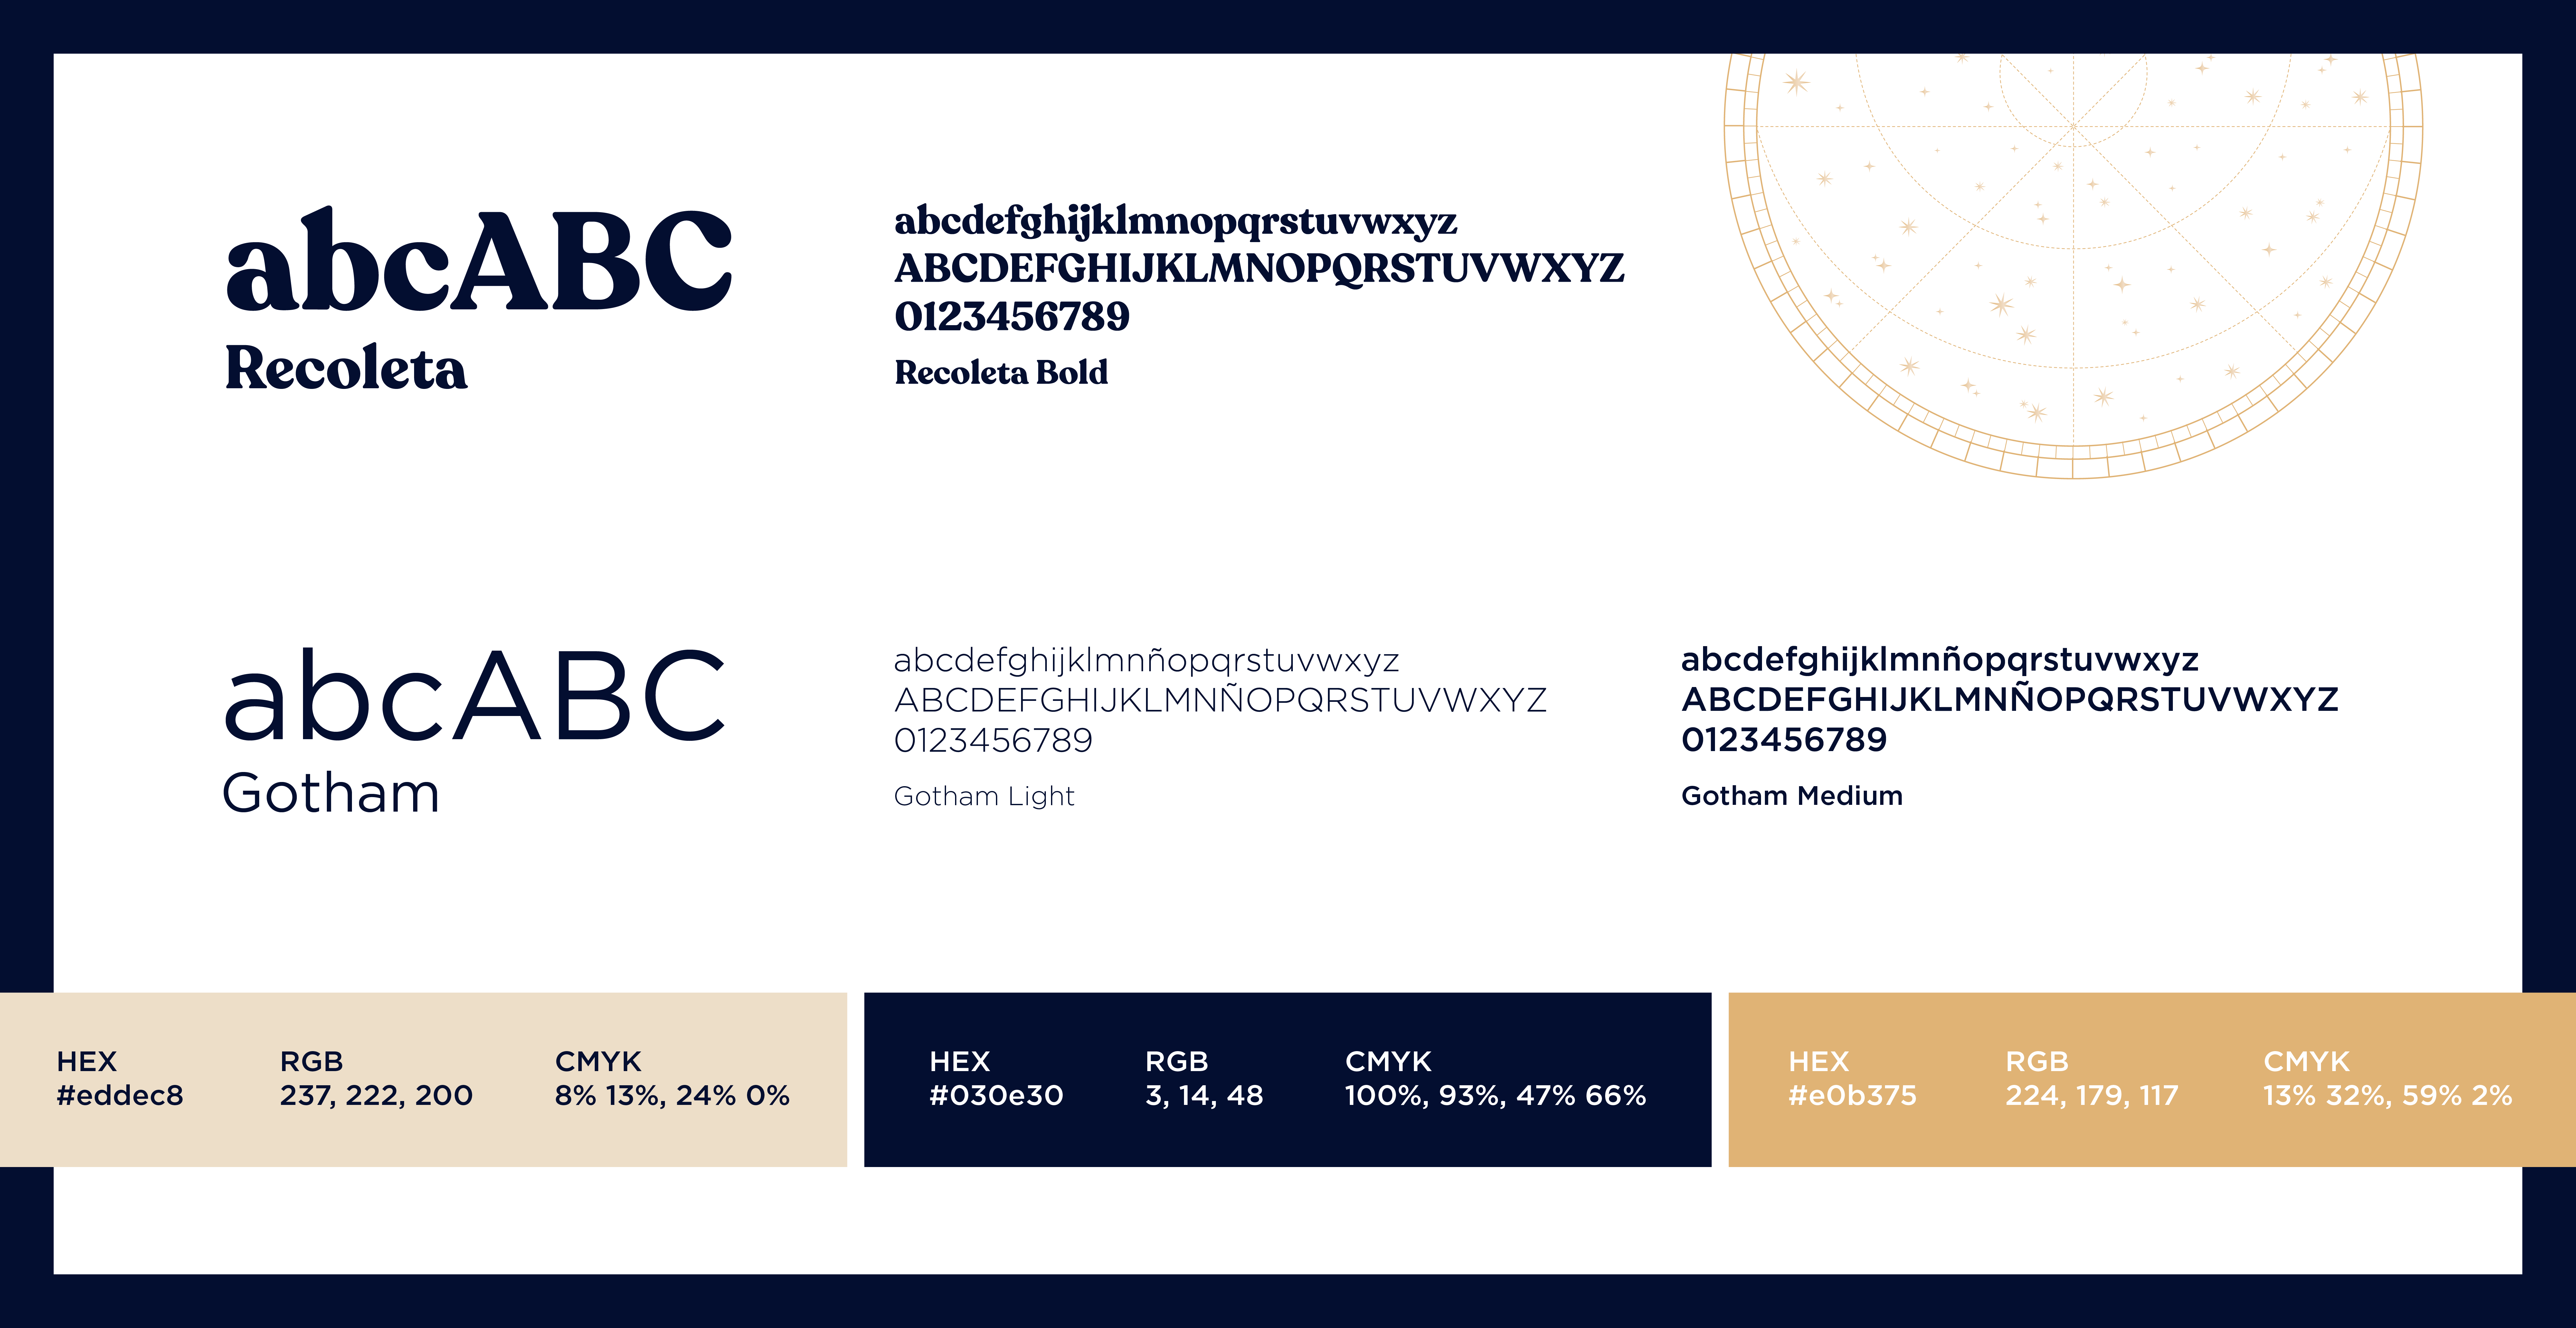 abcABC
Recoleta
abcdefghijklmnopqrstuvwxyz
ABCDEFGHIJKLMNOPQRSTUVWXYZ
0123456789
Recoleta Bold
abcABC
Gotham
abcdefghijklmnñopqrstuvwxyz
ABCDEFGHIJKLMNÑOPQRSTUVWXYZ
0123456789
Gotham Light
abcdefghijklmnñopqrstuvwxyz
ABCDEFGHIJKLMNÑOPQRSTUVWXYZ
0123456789
Gotham Medium
HEX
#eddec8
RGB
237, 222, 200
CMYK
8% 13%, 24% 0%
HEX
#030e30
RGB
3, 14, 48
CMYK
100%, 93%, 47% 66%
HEX
#e0b375
RGB
224, 179, 117
CMYK
13% 32%, 59% 2%